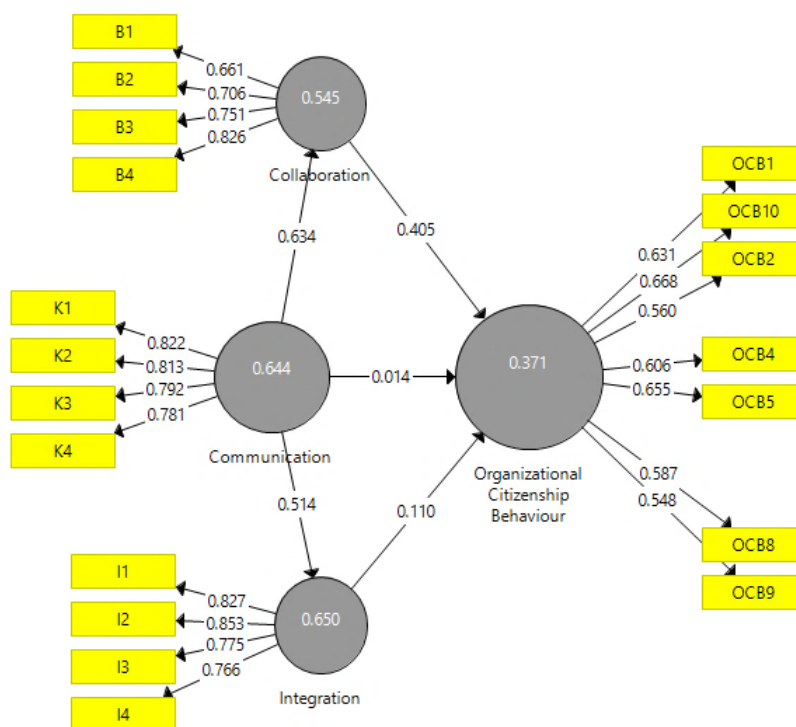 B1
B2
B3
B4
0.661
0.706
0.751
0.826
0.545
Collaboration
0.634
0.405
K1
K2
K3
K4
0.822
0.813
0.792
0.781
0.644
Communication
0.014
0.514
0.110
0.371
Organizational
Citizenship
Behaviour
OCB1
OCB10
OCB2
OCB4
OCB5
OCB8
OCB9
0.631
0.668
0.560
0.606
0.655
0.587
0.548
I1
I2
I3
I4
0.827
0.853
0.775
0.766
0.650
Integration